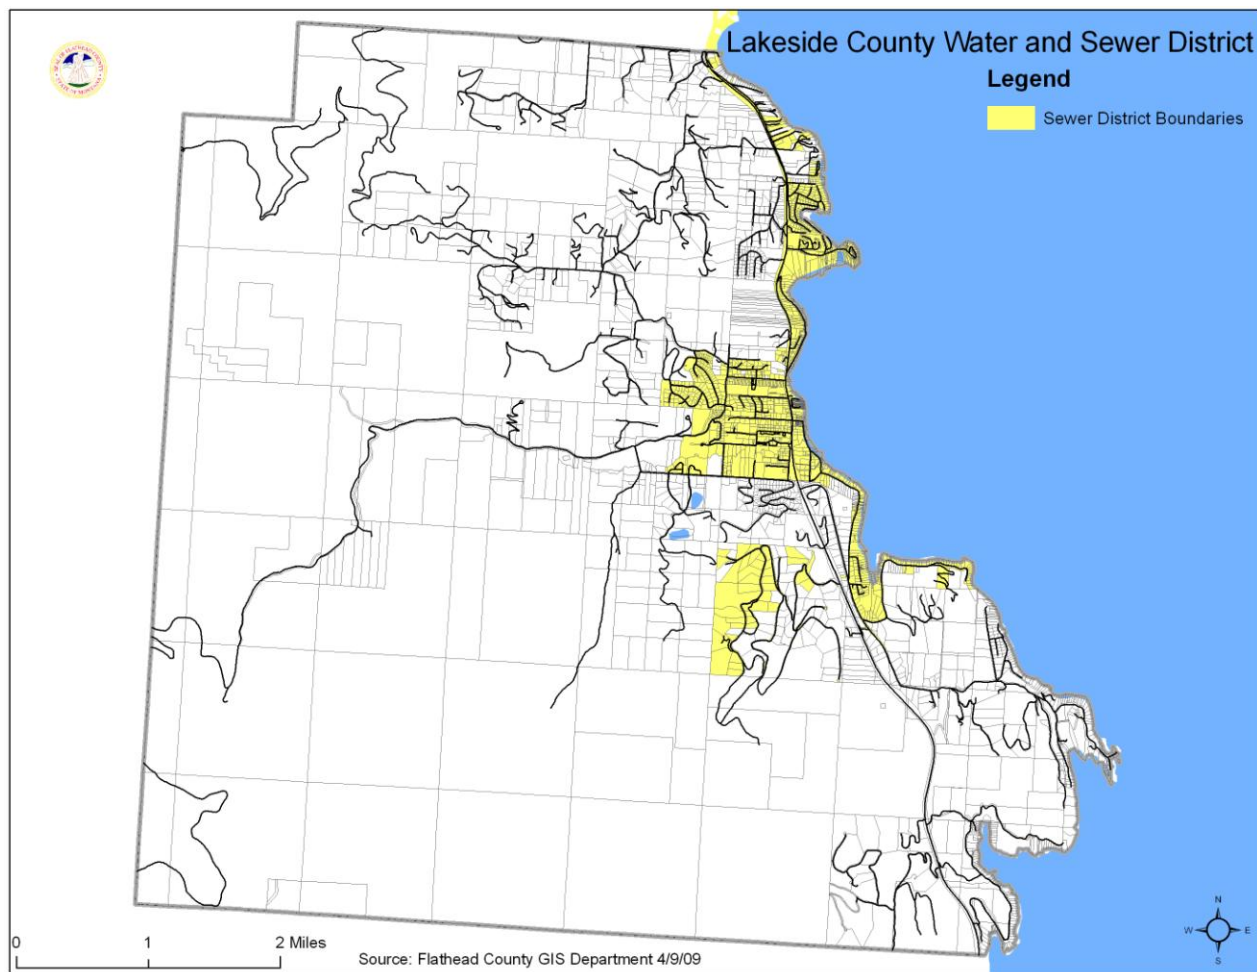 Lakeside County Water and Sewer District
Legend
Sewer District Boundaries
N
W E
S
0 1 2 Miles
Source: Flathead County GIS Department 4/9/09